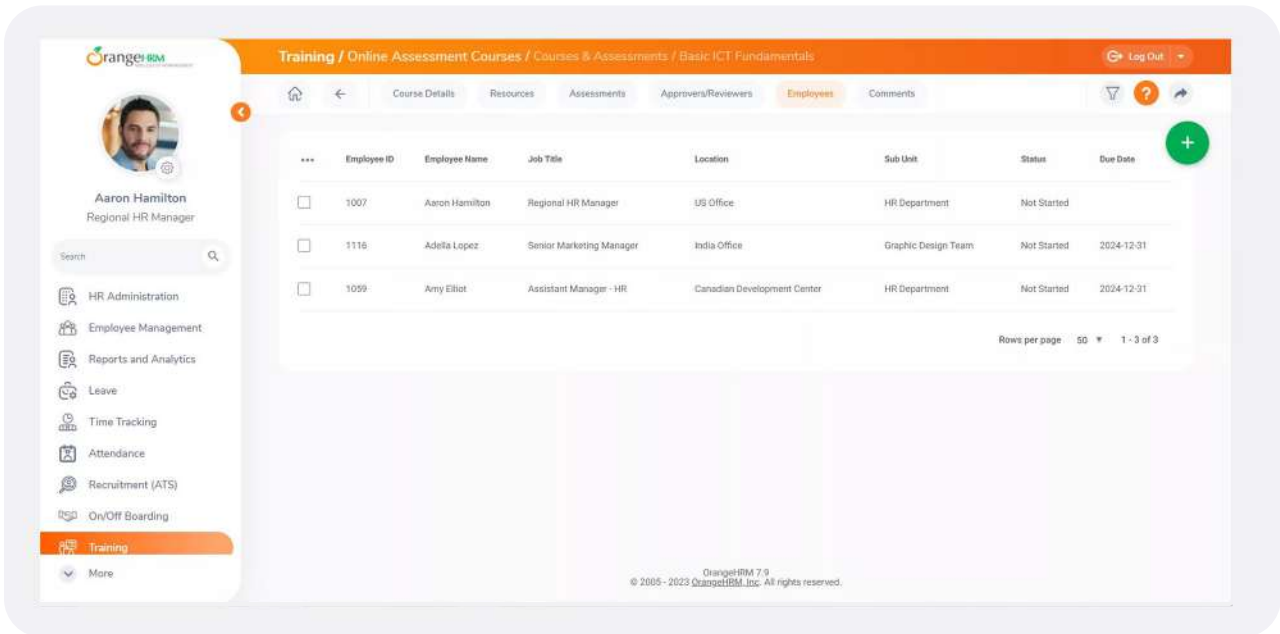 OrangeHRM
Training / Online Assessment Courses / Courses & Assessments / Basic ICT Fundamentals
Log Out
Course Details Resources Assessments Approvers/Reviewers Employees Comments
?
+
Aaron Hamilton
Regional HR Manager
Search
HR Administration
Employee Management
Reports and Analytics
Leave
Time Tracking
Attendance
Recruitment (ATS)
On/Off Boarding
Training
More
Employee ID Employee Name Job Title Location Sub Unit Status Due Date
1007 Aaron Hamilton Regional HR Manager US Office HR Department Not Started
1116 Adella Lopez Senior Marketing Manager India Office Graphic Design Team Not Started 2024-12-31
1059 Amy Elliot Assistant Manager - HR Canadian Development Center HR Department Not Started 2024-12-31
Rows per page 50 1 - 3 of 3
OrangeHRM 7.9
© 2005 - 2023 OrangeHRM, Inc. All rights reserved.